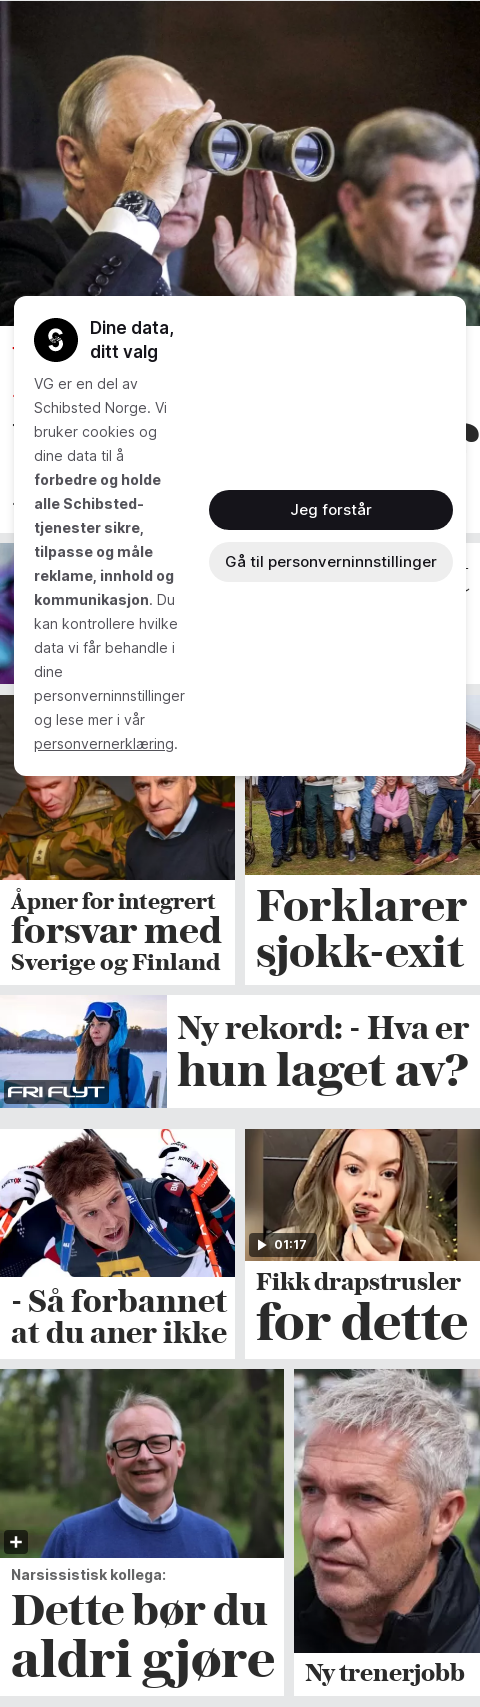 Dine data,
ditt valg
VG er en del av
Schibsted Norge. Vi
bruker cookies og
dine data til å
forbedre og holde
alle Schibsted-
tjenester sikre,
tilpasse og måle
reklame, innhold og
kommunikasjon. Du
kan kontrollere hvilke
data vi får behandle i
dine
personverninnstillinger
og lese mer i vår
personvernerklæring.
Jeg forstår
Gå til personverninnstillinger
Åpner for integrert
forsvar med
Sverige og Finland
Forklarer
sjokk-exit
FRI FLYT
Ny rekord: - Hva er
hun laget av?
- Så forbannet
at du aner ikke
01:17
Fikk drapstrusler
for dette
Narsissistisk kollega:
Dette bør du
aldri gjøre
Ny trenerjobb